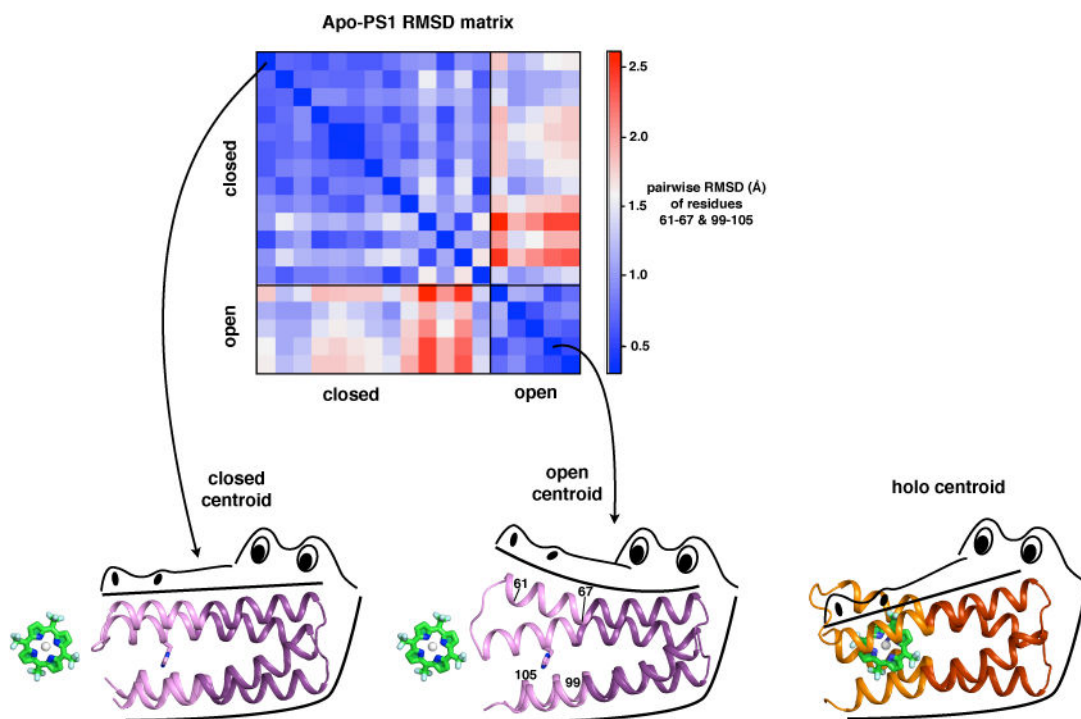 Apo-PS1 RMSD matrix
closed
open
closed
open
2.5
2.0
1.5
1.0
0.5
pairwise RMSD (Å)
of residues
61-67 & 99-105
closed
centroid
open
centroid
holo centroid
61
67
105
99